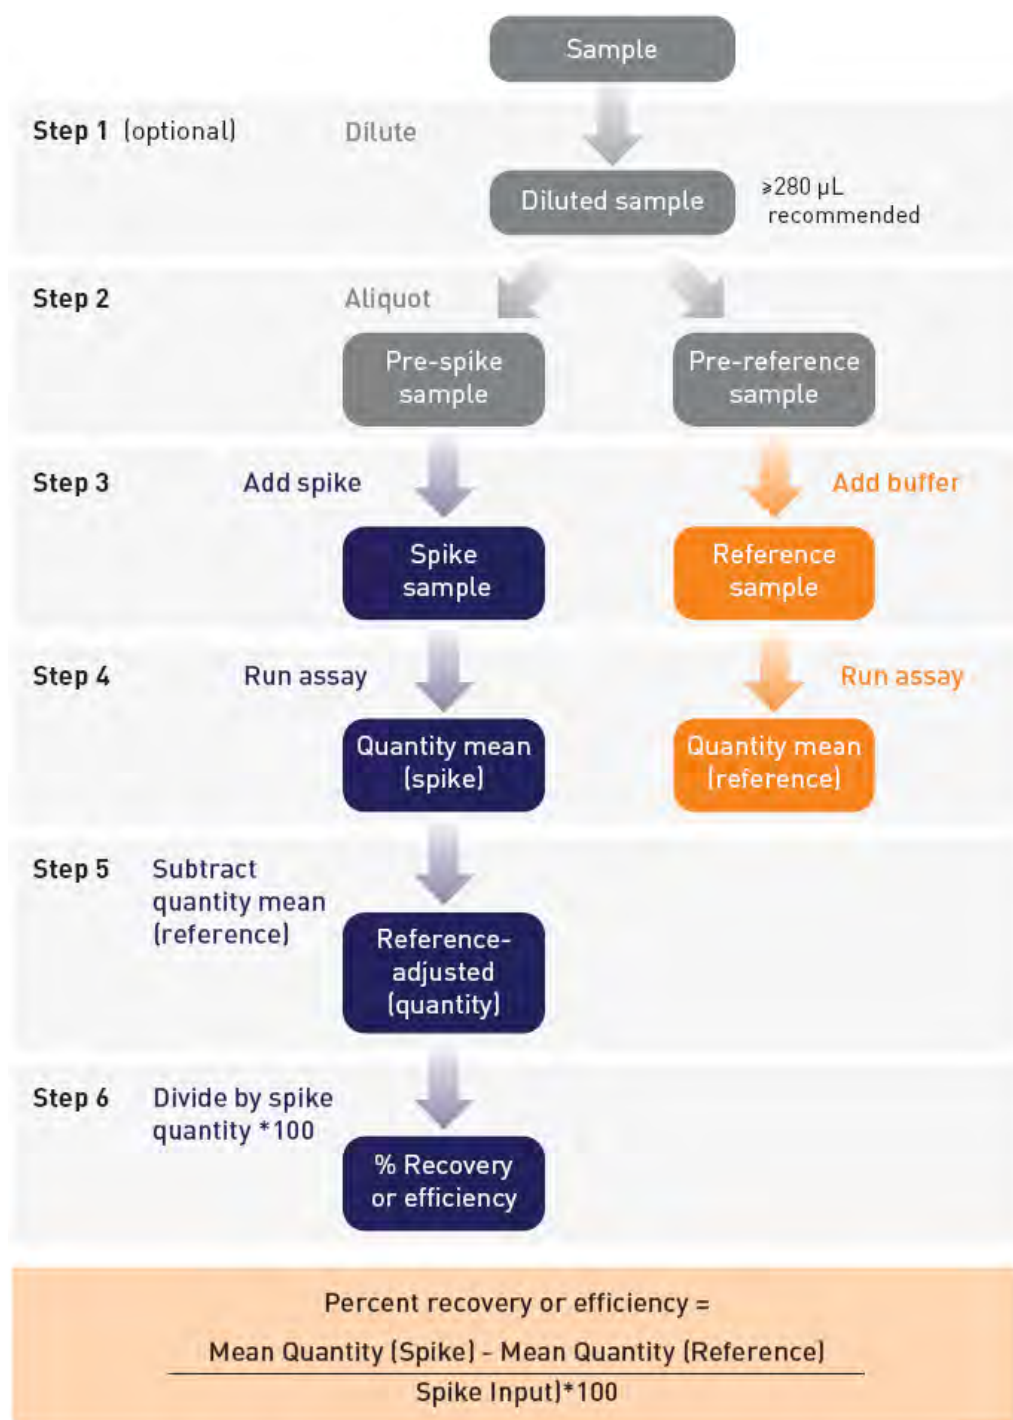 Sample
Step 1 (optional)
Dilute
Diluted sample
≥280 µL
recommended
Step 2
Aliquot
Pre-spike
sample
Pre-reference
sample
Step 3
Add spike
Add buffer
Spike
sample
Reference
sample
Step 4
Run assay
Run assay
Quantity mean
(spike)
Quantity mean
(reference)
Step 5
Subtract
quantity mean
(reference)
Reference-
adjusted
(quantity)
Step 6
Divide by spike
quantity *100
% Recovery
or efficiency
Percent recovery or efficiency =
Mean Quantity (Spike) - Mean Quantity (Reference)
Spike Input)*100